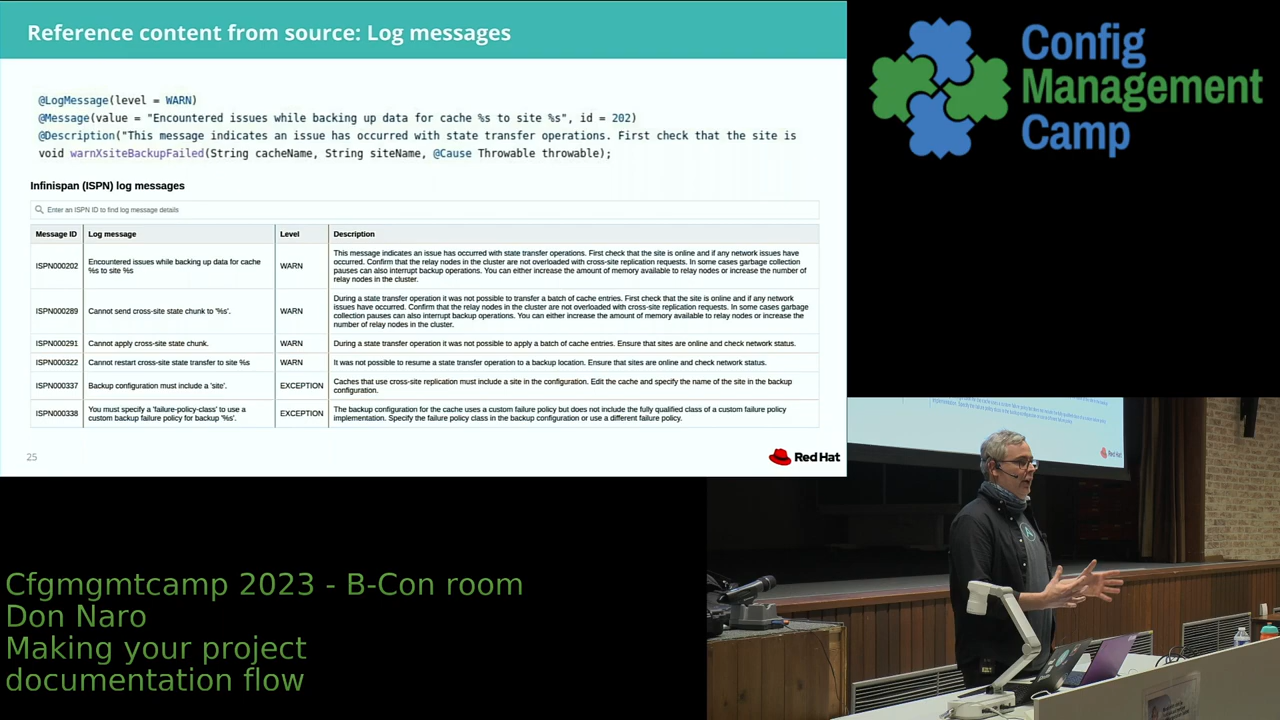 Reference content from source: Log messages
@LogMessage(level = WARN)
@Message(value = "Encountered issues while backing up data for cache %s to site %s", id = 202)
@Description("This message indicates an issue has occurred with state transfer operations. First check that the site is
void warnXsiteBackupFailed(String cacheName, String siteName, @Cause Throwable throwable);
Infinispan (ISPN) log messages
Enter an ISPN ID to find log message details
Message ID Log message Level Description
ISPN000202 Encountered issues while backing up data for cache
%s to site %s
WARN
This message indicates an issue has occurred with state transfer operations. First check that the site is online and if any network issues have
occurred. Confirm that the relay nodes in the cluster are not overloaded with cross-site replication requests. In some cases garbage collection
pauses can also interrupt backup operations. You can either increase the amount of memory available to relay nodes or increase the number of
relay nodes in the cluster.
ISPN000289 Cannot send cross-site state chunk to '%s'. WARN
During a state transfer operation it was not possible to transfer a batch of cache entries. First check that the site is online and if any network
issues have occurred. Confirm that the relay nodes in the cluster are not overloaded with cross-site replication requests. In some cases garbage
collection pauses can also interrupt backup operations. You can either increase the amount of memory available to relay nodes or increase the
number of relay nodes in the cluster.
ISPN000291 Cannot apply cross-site state chunk. WARN During a state transfer operation it was not possible to apply a batch of cache entries. Ensure that sites are online and check network status.
ISPN000322 Cannot restart cross-site state transfer to site %s WARN It was not possible to resume a state transfer operation to a backup location. Ensure that sites are online and check network status.
ISPN000337 Backup configuration must include a 'site'. EXCEPTION
Caches that use cross-site replication must include a site in the configuration. Edit the cache and specify the name of the site in the backup
configuration.
ISPN000338 You must specify a 'failure-policy-class' to use a
custom backup failure policy for backup '%s'.
EXCEPTION
The backup configuration for the cache uses a custom failure policy but does not include the fully qualified class of a custom failure policy
implementation. Specify the failure policy class in the backup configuration or use a different failure policy.
25
Red Hat
Config
Management
Camp
Red Hat
Cfgmgmtcamp 2023 - B-Con room
Don Naro
Making your project
documentation flow